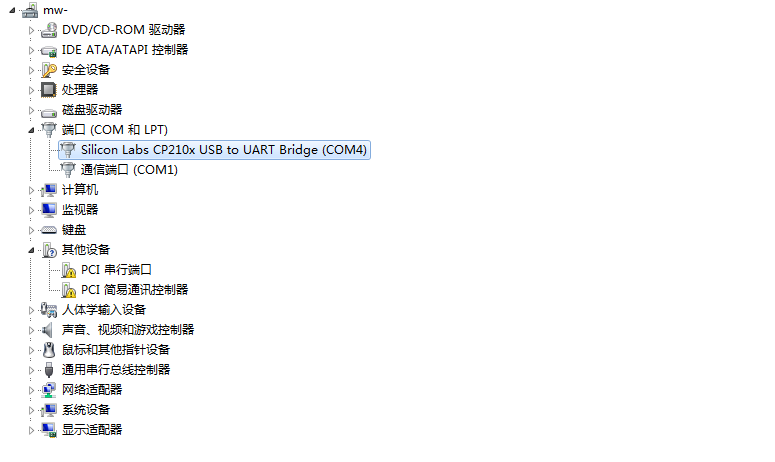 mw-
DVD/CD-ROM 驱动器
IDE ATA/ATAPI 控制器
安全设备
处理器
磁盘驱动器
端口 (COM 和 LPT)
Silicon Labs CP210x USB to UART Bridge (COM4)
通信端口 (COM1)
计算机
监视器
键盘
其他设备
PCI 串行端口
PCI 简易通讯控制器
人体学输入设备
声音、视频和游戏控制器
鼠标和其他指针设备
通用串行总线控制器
网络适配器
系统设备
显示适配器